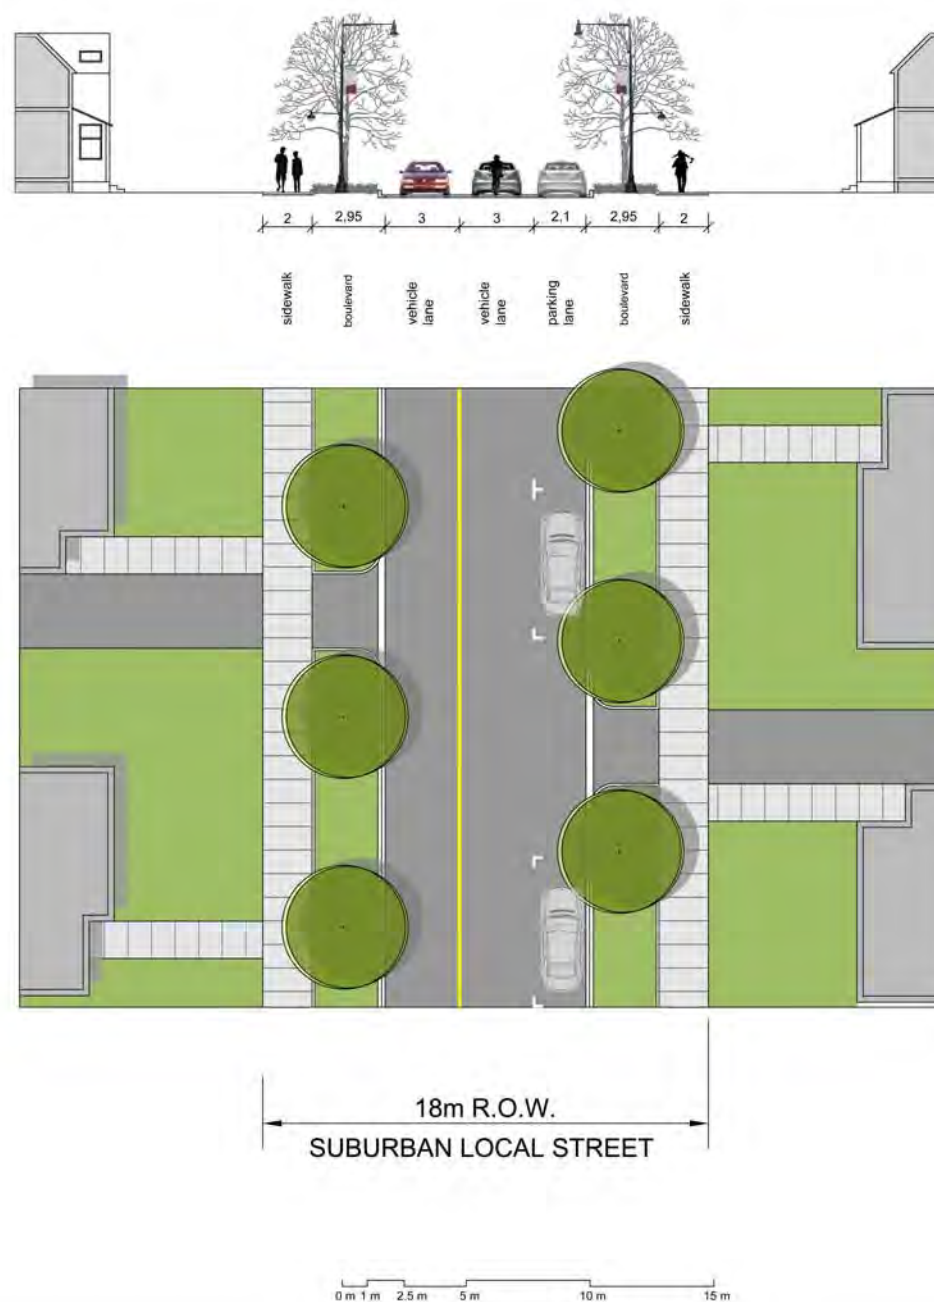 2 2,95 3 3 2,1 2,95 2
sidewalk
boulevard
vehicle
lane
vehicle
lane
parking
lane
boulevard
sidewalk
18m R.O.W.
SUBURBAN LOCAL STREET
0 m 1 m 2.5 m 5 m 10 m 15 m